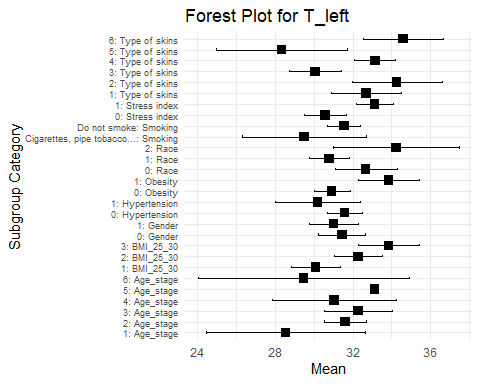 Forest Plot for T_left
Subgroup Category
6: Type of skins
5: Type of skins
4: Type of skins
3: Type of skins
2: Type of skins
1: Type of skins
1: Stress index
0: Stress index
Do not smoke: Smoking
Cigarettes, pipe tobacco...: Smoking
2: Race
1: Race
0: Race
1: Obesity
0: Obesity
1: Hypertension
0: Hypertension
1: Gender
0: Gender
3: BMI_25_30
2: BMI_25_30
1: BMI_25_30
6: Age_stage
5: Age_stage
4: Age_stage
3: Age_stage
2: Age_stage
1: Age_stage
24 28 32 36
Mean